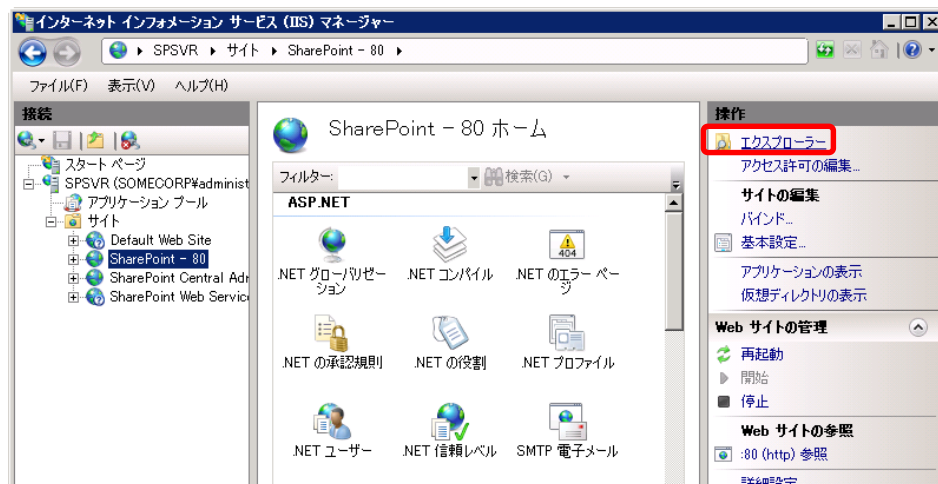 インターネット インフォメーション サービス (IIS) マネージャー
SPSVR ▸ サイト ▸ SharePoint - 80 ▸
ファイル(F) 表示(V) ヘルプ(H)
接続
スタート ページ
SPSVR (SOMECORP¥administ
アプリケーション プール
サイト
Default Web Site
SharePoint - 80
SharePoint Central Adr
SharePoint Web Servic
SharePoint - 80 ホーム
フィルター: 検索(G)
ASP.NET
.NET グローバリゼー
ション
.NET コンパイル
.NET のエラー ペー
ジ
404
.NET の承認規則
.NET の役割
.NET プロファイル
.NET ユーザー
.NET 信頼レベル
SMTP 電子メール
操作
エクスプローラー
アクセス許可の編集...
サイトの編集
バインド...
基本設定...
アプリケーションの表示
仮想ディレクトリの表示
Web サイトの管理
再起動
開始
停止
Web サイトの参照
:80 (http) 参照
詳細設定...